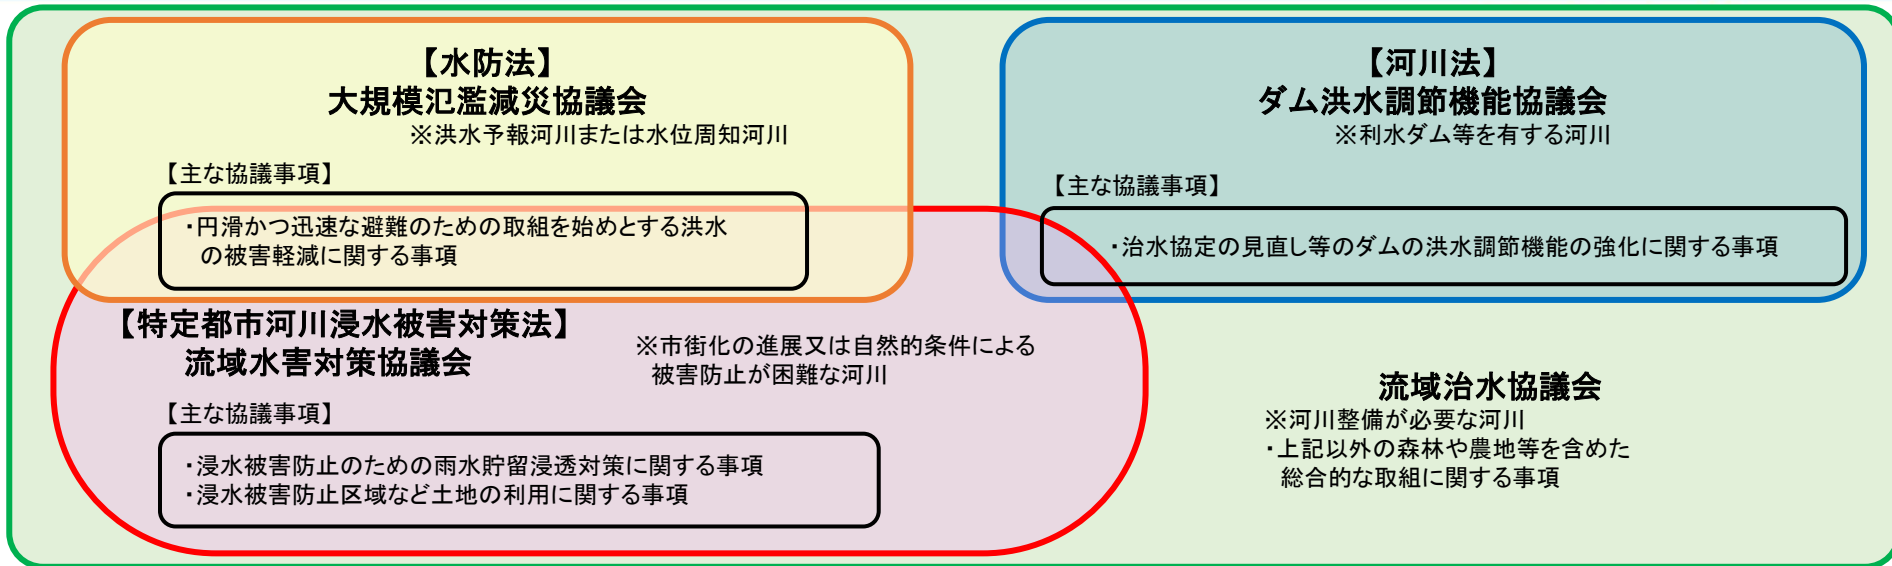 【水防法】
大規模氾濫減災協議会
※洪水予報河川または水位周知河川
【主な協議事項】
・円滑かつ迅速な避難のための取組を始めとする洪水
の被害軽減に関する事項
【河川法】
ダム洪水調節機能協議会
※利水ダム等を有する河川
【主な協議事項】
・治水協定の見直し等のダムの洪水調節機能の強化に関する事項
【特定都市河川浸水被害対策法】
流域水害対策協議会
※市街化の進展又は自然的条件による
被害防止が困難な河川
【主な協議事項】
・浸水被害防止のための雨水貯留浸透対策に関する事項
・浸水被害防止区域など土地の利用に関する事項
流域治水協議会
※河川整備が必要な河川
・上記以外の森林や農地等を含めた
総合的な取組に関する事項